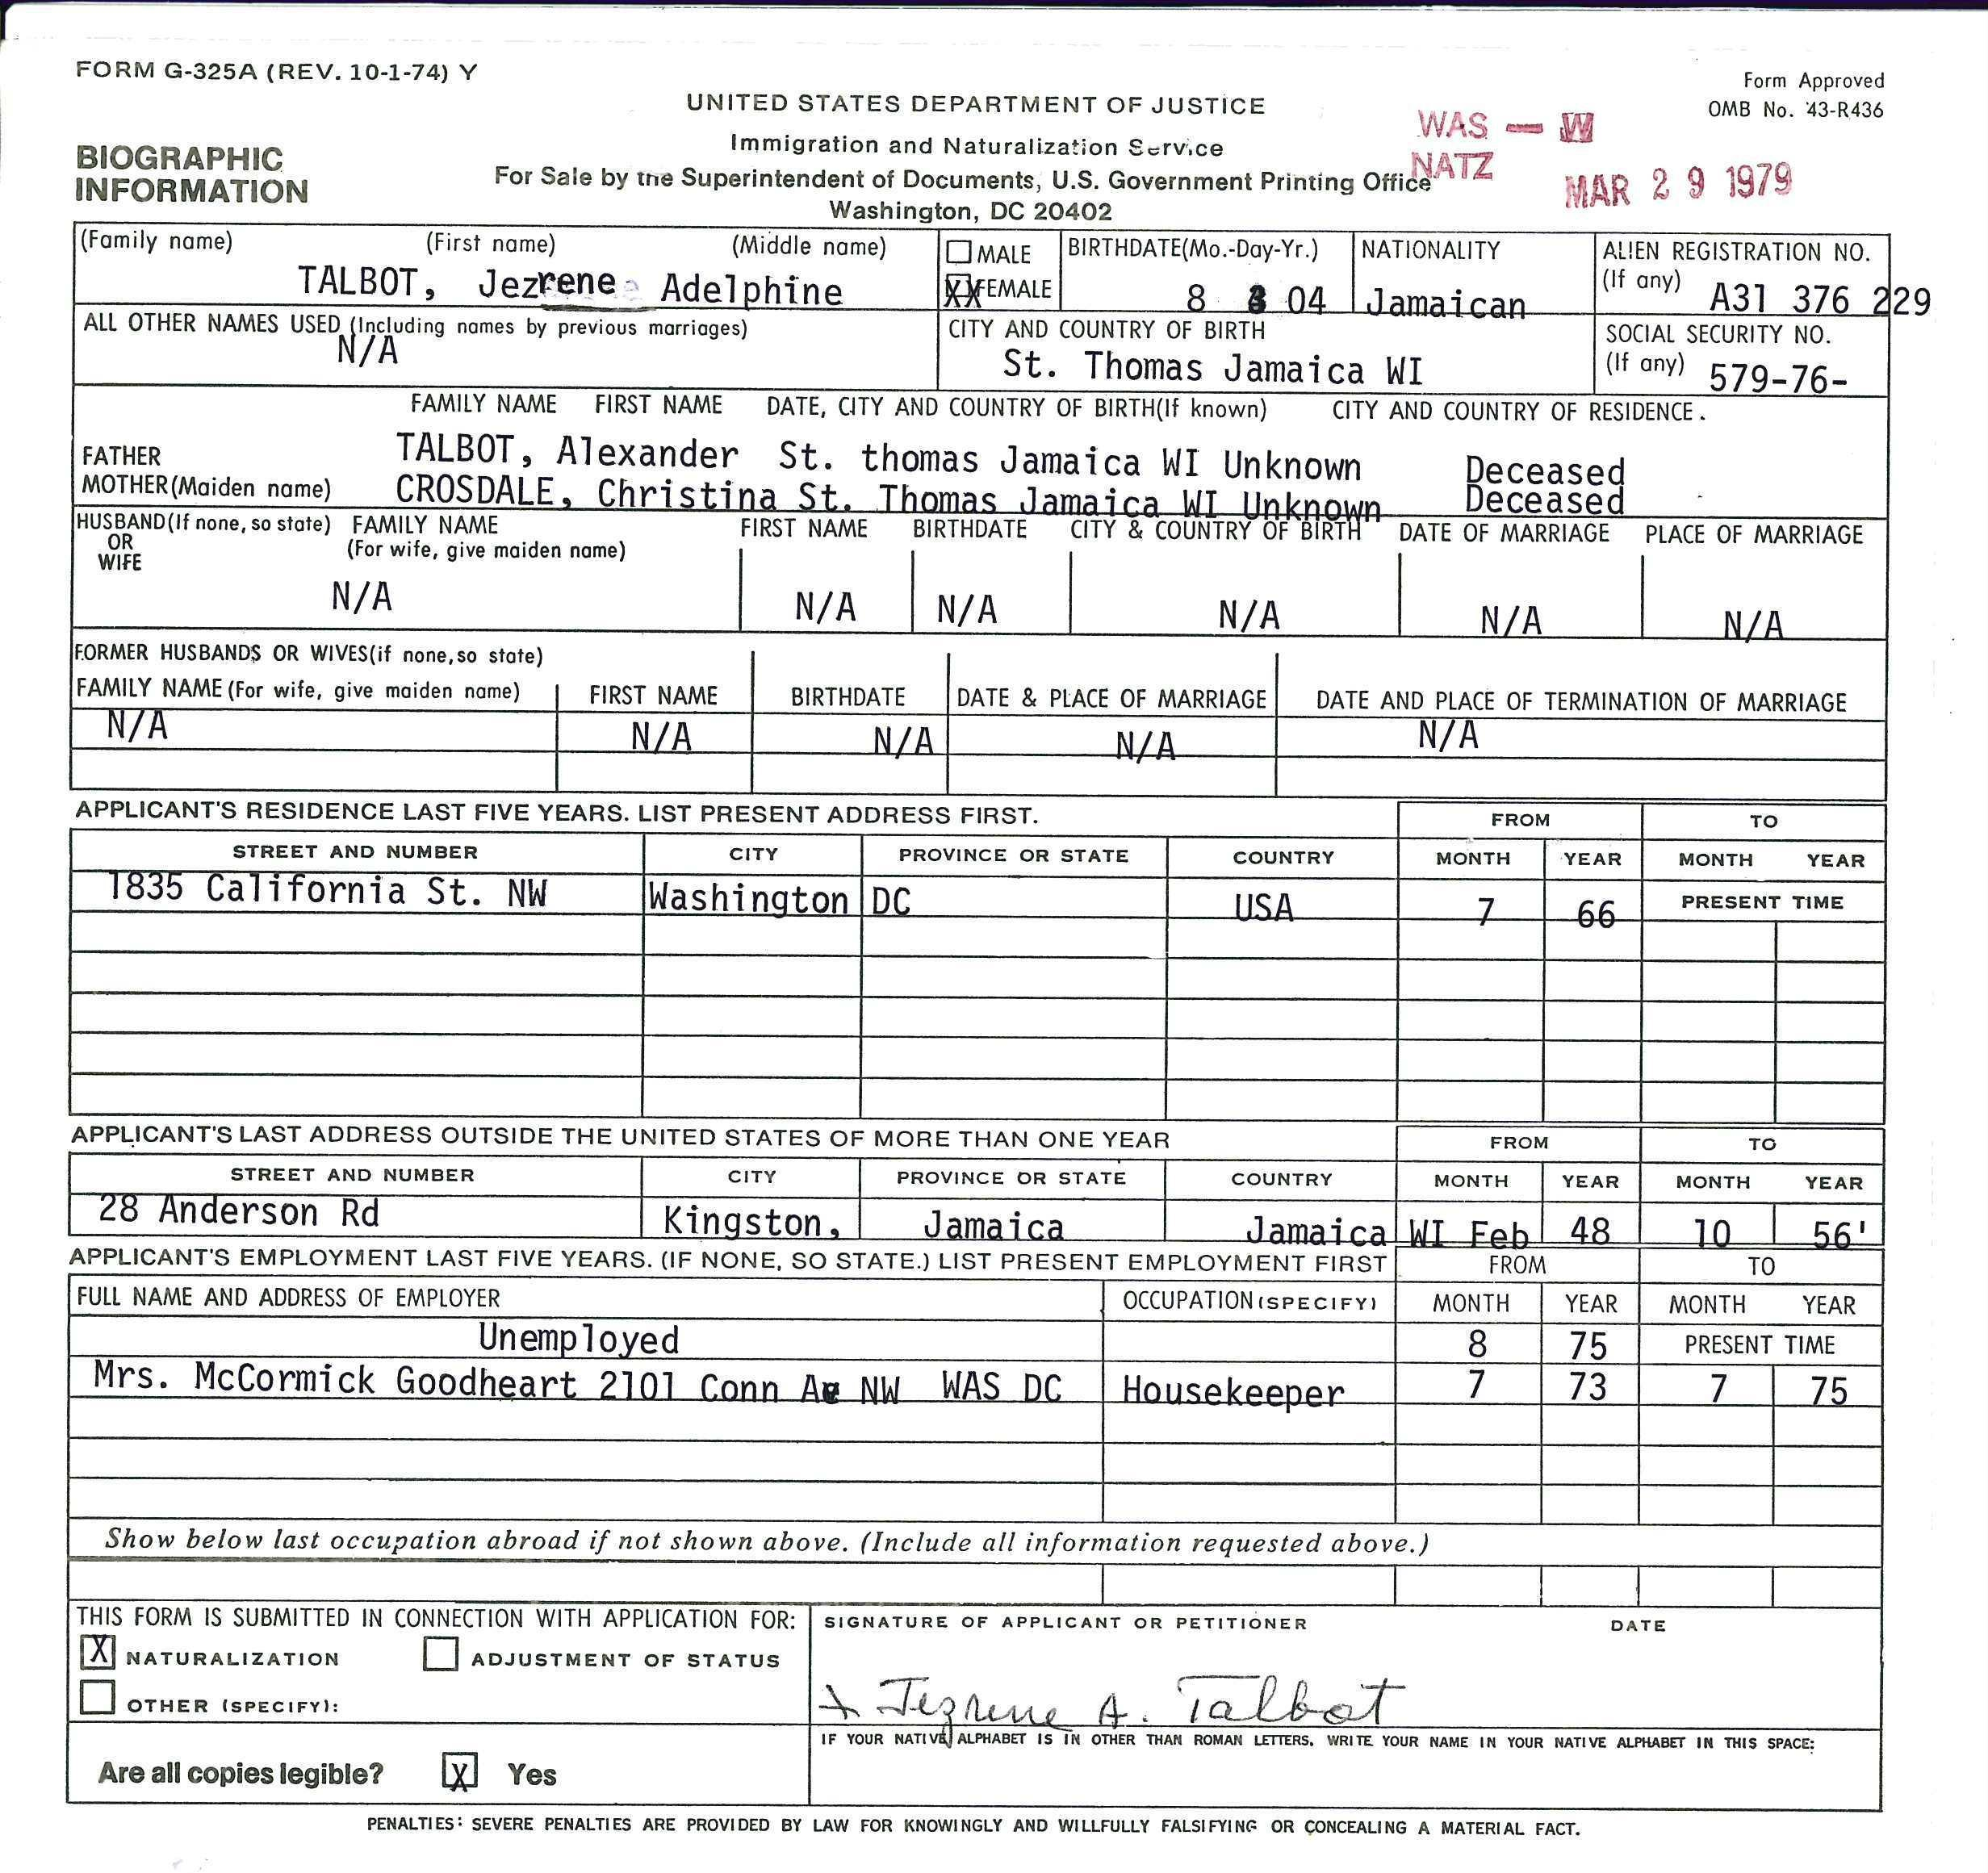 FORM G-325A (REV. 10-1-74) Y
Form Approved
OMB No. 43-R436
UNITED STATES DEPARTMENT OF JUSTICE
WAS — W
Immigration and Naturalization Service
BIOGRAPHIC
INFORMATION
For Sale by the Superintendent of Documents, U.S. Government Printing Office
NATZ
MAR 29 1979
Washington, DC 20402
(Family name) (First name) (Middle name) MALE BIRTHDATE(Mo.-Day-Yr.) NATIONALITY ALIEN REGISTRATION NO.
(If any)
TALBOT, Jezrene Adelphine XX FEMALE 8 04 Jamaican A31 376 229
ALL OTHER NAMES USED (Including names by previous marriages) CITY AND COUNTRY OF BIRTH SOCIAL SECURITY NO.
N/A St. Thomas Jamaica WI (If any) 579-76-
FAMILY NAME FIRST NAME DATE, CITY AND COUNTRY OF BIRTH(If known) CITY AND COUNTRY OF RESIDENCE.
FATHER TALBOT, Alexander St. thomas Jamaica WI Unknown Deceased
MOTHER(Maiden name) CROSDALE, Christina St. Thomas Jamaica WI Unknown Deceased
HUSBAND(If none, so state) FAMILY NAME FIRST NAME BIRTHDATE CITY & COUNTRY OF BIRTH DATE OF MARRIAGE PLACE OF MARRIAGE
OR (For wife, give maiden name)
WIFE
N/A N/A N/A N/A N/A N/A
FORMER HUSBANDS OR WIVES(if none,so state)
FAMILY NAME (For wife, give maiden name) FIRST NAME BIRTHDATE DATE & PLACE OF MARRIAGE DATE AND PLACE OF TERMINATION OF MARRIAGE
N/A N/A N/A N/A N/A
APPLICANT'S RESIDENCE LAST FIVE YEARS. LIST PRESENT ADDRESS FIRST. FROM TO
STREET AND NUMBER CITY PROVINCE OR STATE COUNTRY MONTH YEAR MONTH YEAR
1835 California St. NW Washington DC USA 7 66 PRESENT TIME
APPLICANT'S LAST ADDRESS OUTSIDE THE UNITED STATES OF MORE THAN ONE YEAR FROM TO
STREET AND NUMBER CITY PROVINCE OR STATE COUNTRY MONTH YEAR MONTH YEAR
28 Anderson Rd Kingston, Jamaica Jamaica WI Feb 48 10 56'
APPLICANT'S EMPLOYMENT LAST FIVE YEARS. (IF NONE, SO STATE.) LIST PRESENT EMPLOYMENT FIRST FROM TO
FULL NAME AND ADDRESS OF EMPLOYER OCCUPATION (SPECIFY) MONTH YEAR MONTH YEAR
Unemployed 8 75 PRESENT TIME
Mrs. McCormick Goodheart 2101 Conn NW WAS DC Housekeeper 7 73 7 75
Show below last occupation abroad if not shown above. (Include all information requested above.)
THIS FORM IS SUBMITTED IN CONNECTION WITH APPLICATION FOR: SIGNATURE OF APPLICANT OR PETITIONER DATE
X NATURALIZATION ADJUSTMENT OF STATUS
OTHER (SPECIFY):
Jezrene A. Talbot
IF YOUR NATIVE ALPHABET IS IN OTHER THAN ROMAN LETTERS, WRITE YOUR NAME IN YOUR NATIVE ALPHABET IN THIS SPACE:
Are all copies legible? X Yes
PENALTIES: SEVERE PENALTIES ARE PROVIDED BY LAW FOR KNOWINGLY AND WILLFULLY FALSIFYING OR CONCEALING A MATERIAL FACT.